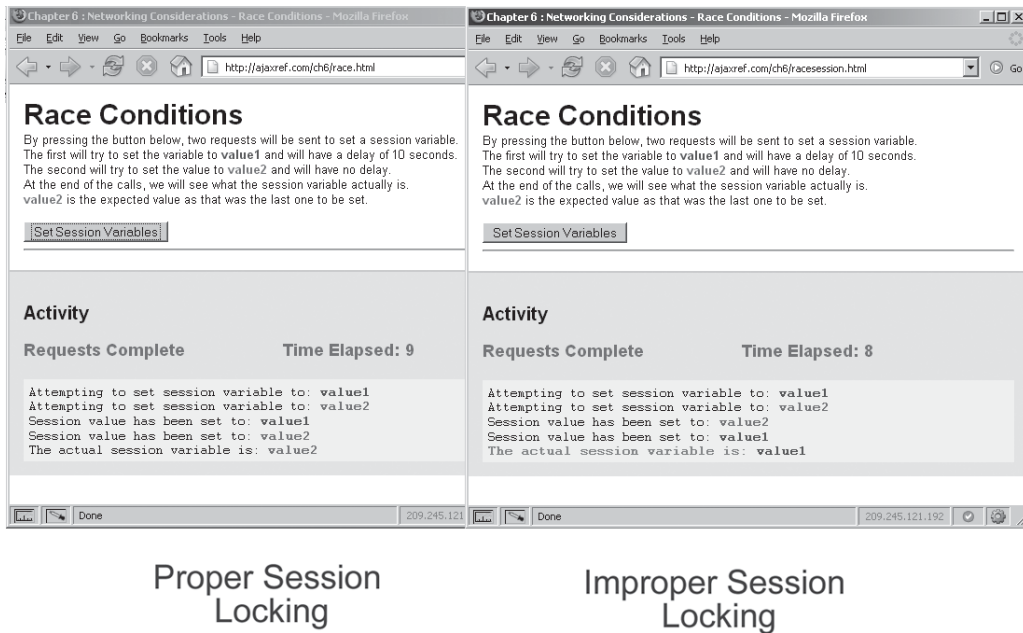 Chapter 6 : Networking Considerations - Race Conditions - Mozilla Firefox
File Edit View Go Bookmarks Tools Help
http://ajaxref.com/ch6/race.html
Race Conditions
By pressing the button below, two requests will be sent to set a session variable.
The first will try to set the variable to value1 and will have a delay of 10 seconds.
The second will try to set the value to value2 and will have no delay.
At the end of the calls, we will see what the session variable actually is.
value2 is the expected value as that was the last one to be set.
Set Session Variables
Activity
Requests Complete Time Elapsed: 9
Attempting to set session variable to: value1
Attempting to set session variable to: value2
Session value has been set to: value1
Session value has been set to: value2
The actual session variable is: value2
Done 209.245.121
Proper Session
Locking
Chapter 6 : Networking Considerations - Race Conditions - Mozilla Firefox
File Edit View Go Bookmarks Tools Help
http://ajaxref.com/ch6/racesession.html Go
Race Conditions
By pressing the button below, two requests will be sent to set a session variable.
The first will try to set the variable to value1 and will have a delay of 10 seconds.
The second will try to set the value to value2 and will have no delay.
At the end of the calls, we will see what the session variable actually is.
value2 is the expected value as that was the last one to be set.
Set Session Variables
Activity
Requests Complete Time Elapsed: 8
Attempting to set session variable to: value1
Attempting to set session variable to: value2
Session value has been set to: value2
Session value has been set to: value1
The actual session variable is: value1
Done 209.245.121.192
Improper Session
Locking